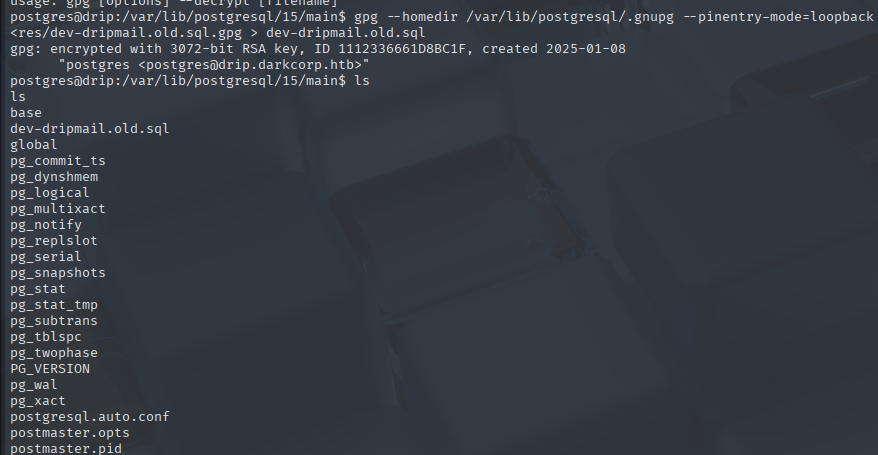 usage: gpg [options] --decrypt [filename]
postgres@drip:/var/lib/postgresql/15/main$ gpg --homedir /var/lib/postgresql/.gnupg --pinentry-mode=loopback
<res/dev-dripmail.old.sql.gpg > dev-dripmail.old.sql
gpg: encrypted with 3072-bit RSA key, ID 1112336661D8BC1F, created 2025-01-08
      "postgres <postgres@drip.darkcorp.htb>"
postgres@drip:/var/lib/postgresql/15/main$ ls
ls
base
dev-dripmail.old.sql
global
pg_commit_ts
pg_dynshmem
pg_logical
pg_multixact
pg_notify
pg_replslot
pg_serial
pg_snapshots
pg_stat
pg_stat_tmp
pg_subtrans
pg_tblspc
pg_twophase
PG_VERSION
pg_wal
pg_xact
postgresql.auto.conf
postmaster.opts
postmaster.pid